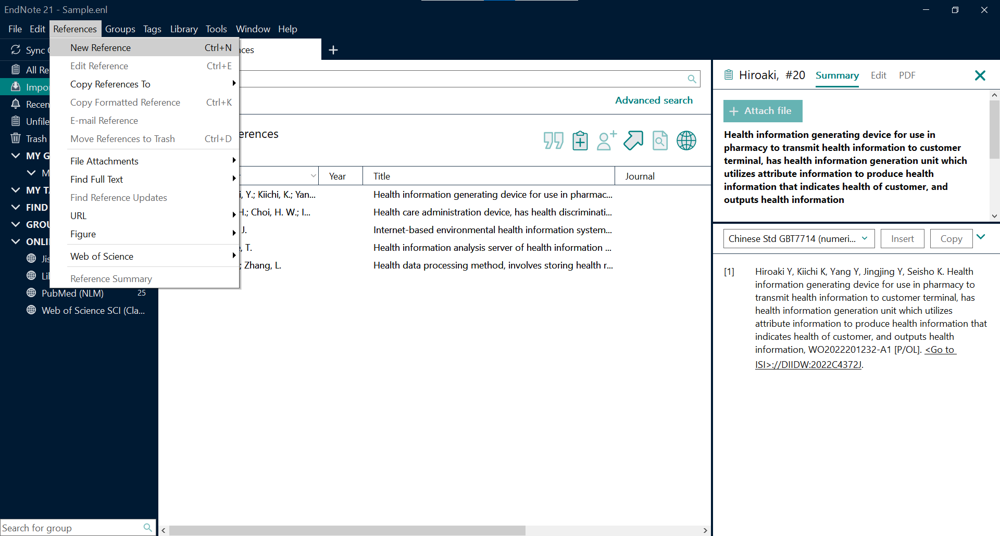 EndNote 21 - Sample.enl
File Edit References Groups Tags Library Tools Window Help
New Reference Ctrl+N
Edit Reference Ctrl+E
Copy References To
Copy Formatted Reference Ctrl+K
E-mail Reference
Move References to Trash Ctrl+D
File Attachments
Find Full Text
Find Reference Updates
URL
Figure
Web of Science
Reference Summary
Sync
All Re
Impor
Recen
Unfile
Trash
MY G
M
MY T
FIND
GROU
ONLI
Jis
Lil
PubMed (NLM) 25
Web of Science SCI (Cla...
Search for group
nces
Advanced search
erences
Year Title Journal
i, Y.; Kiichi, K.; Yan... Health information generating device for use in pharmac...
H.; Choi, H. W.; I... Health care administration device, has health discriminati...
J. Internet-based environmental health information system...
, T. Health information analysis server of health information ...
; Zhang, L. Health data processing method, involves storing health r...
Hiroaki, #20 Summary Edit PDF
+ Attach file
Health information generating device for use in
pharmacy to transmit health information to customer
terminal, has health information generation unit which
utilizes attribute information to produce health
information that indicates health of customer, and
outputs health information
Chinese Std GBT7714 (numeri... Insert Copy
[1] Hiroaki Y, Kiichi K, Yang Y, Jingjing Y, Seisho K. Health
information generating device for use in pharmacy to
transmit health information to customer terminal, has
health information generation unit which utilizes
attribute information to produce health information that
indicates health of customer, and outputs health
information, WO2022201232-A1 [P/OL]. <Go to
ISI>://DIIDW:2022C4372J.